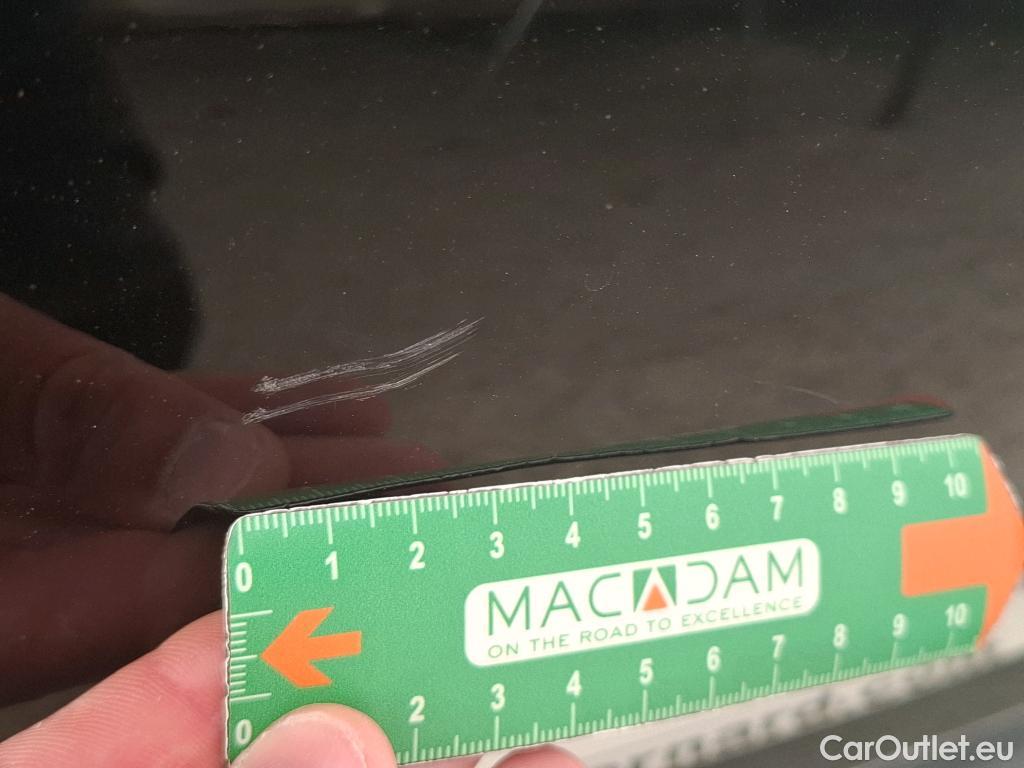 0 1 2 3 4 5 6 7 8 9 10
MACADAM
ON THE ROAD TO EXCELLENCE
0 2 3 4 5 6 7 8 9 10
CarOutlet.eu